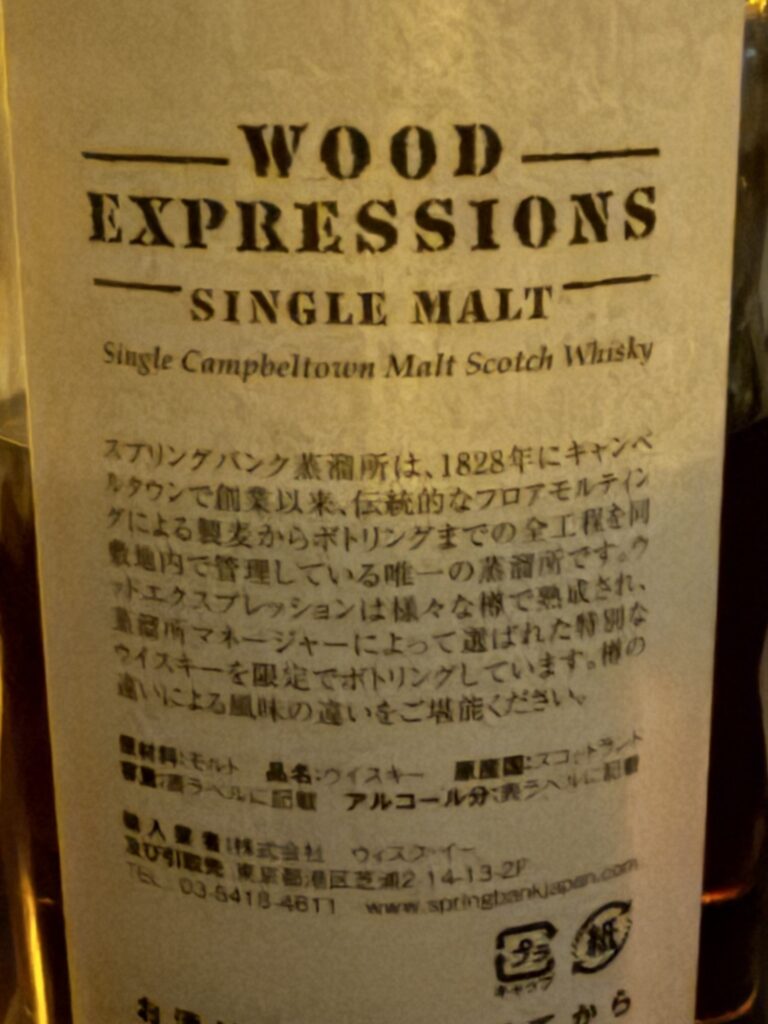 WOOD
EXPRESSIONS
SINGLE MALT
Single Campbeltown Malt Scotch Whisky
スプリングバンク蒸溜所は、1828年にキャンベ
ルタウンで創業以来、伝統的なフロアモルティン
グによる製麦からボトリングまでの全工程を同
敷地内で管理している唯一の蒸溜所です。ウ
ッドエクスプレッションは様々な樽で熟成され、
蒸溜所マネージャーによって選ばれた特別な
ウイスキーを限定でボトリングしています。樽の
違いによる風味の違いをご堪能ください。
原材料:モルト 品名:ウイスキー 原産国:スコットランド
容量:表ラベルに記載 アルコール分:表ラベルに記載
輸入業者:株式会社 ウィスク・イー
及び引取先 東京都港区芝浦2-14-13-2F
TEL 03-5418-4611 www.springbankjapan.com
プラ 紙
キャップ
から